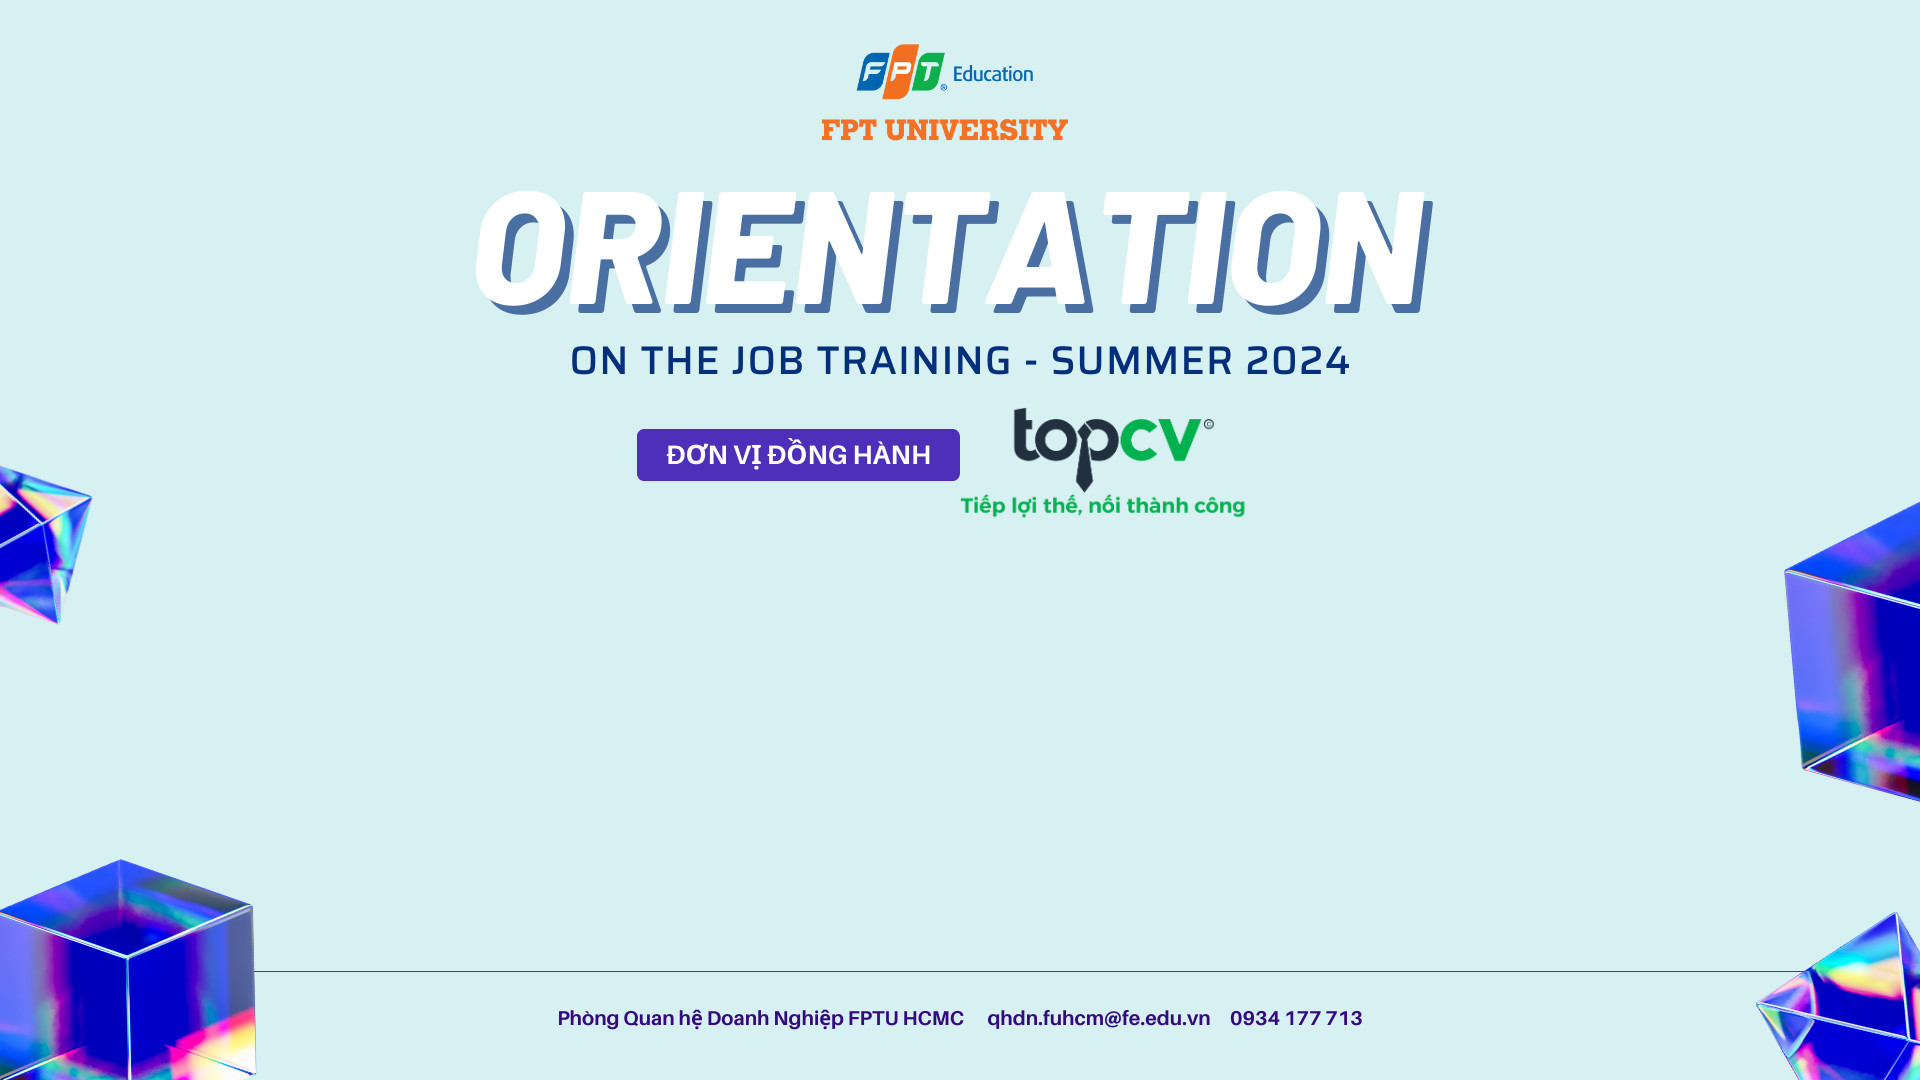 FPT® Education
FPT UNIVERSITY
ORIENTATION
ON THE JOB TRAINING - SUMMER 2024
ĐƠN VỊ ĐỒNG HÀNH
topcv©
Tiếp lợi thế, nối thành công
Phòng Quan hệ Doanh Nghiệp FPTU HCMC qhdn.fuhcm@fe.edu.vn 0934 177 713